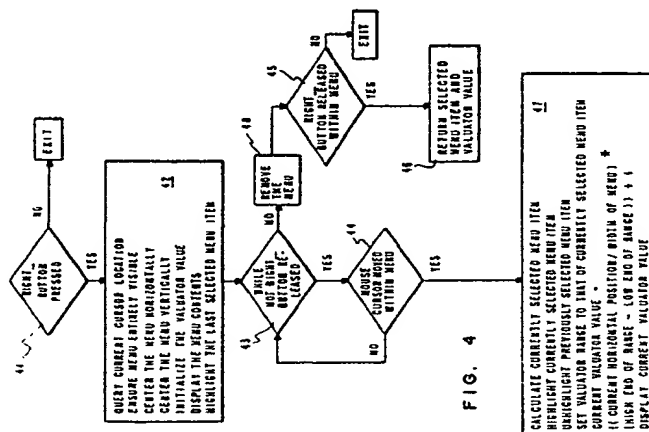 RIGHT
BUTTON
PRESSED
NO
EXIT
YES
QUERY CURRENT CURSOR LOCATION
ENSURE MENU ENTIRELY VISIBLE
CENTER THE MENU HORIZONTALLY
CENTER THE MENU VERTICALLY
INITIALIZE THE VALUATOR VALUE
DISPLAY THE MENU CONTENTS
HIGHLIGHT THE LAST SELECTED MENU ITEM
WHILE
NOT RIGHT
BUTTON RE-
LEASED
43
NO
YES
48
REMOVE
THE
MENU
45
RIGHT
BUTTON RELEASED
WITHIN MENU
NO
EXIT
YES
RETURN SELECTED
MENU ITEM AND
VALUATOR VALUE
46
44
MOUSE
CURSOR MOVED
WITHIN MENU
NO
YES
FIG. 4
47
CALCULATE CURRENTLY SELECTED MENU ITEM
HIGHLIGHT CURRENTLY SELECTED MENU ITEM
UNHIGHLIGHT PREVIOUSLY SELECTED MENU ITEM
SET VALUATOR RANGE TO THAT OF CURRENTLY SELECTED MENU ITEM
CURRENT VALUATOR VALUE =
(( CURRENT HORIZONTAL POSITION / WIDTH OF MENU) *
(HIGH END OF RANGE - LOW END OF RANGE )) +
DISPLAY CURRENT VALUATOR VALUE